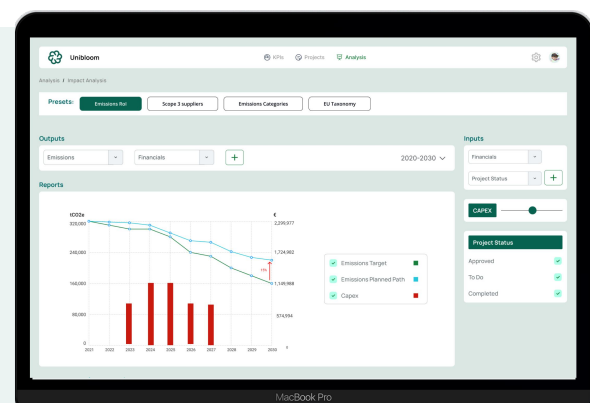 Unibloom
KPIs Projects Analysis
Analysis / Impact Analysis
Presets: Emissions RoI Scope 3 suppliers Emissions Categories EU Taxonomy
Outputs
Emissions Financials + 2020-2030
Inputs
Financials
Project Status +
CAPEX
Project Status
Approved
To Do
Completed
Reports
tCO2e €
320,000 2,299,977
240,000 1,724,982
160,000 1,149,988
80,000 574,994
0 0
2021 2022 2023 2024 2025 2026 2027 2028 2029 2030
Emissions Target
Emissions Planned Path
Capex
MacBook Pro